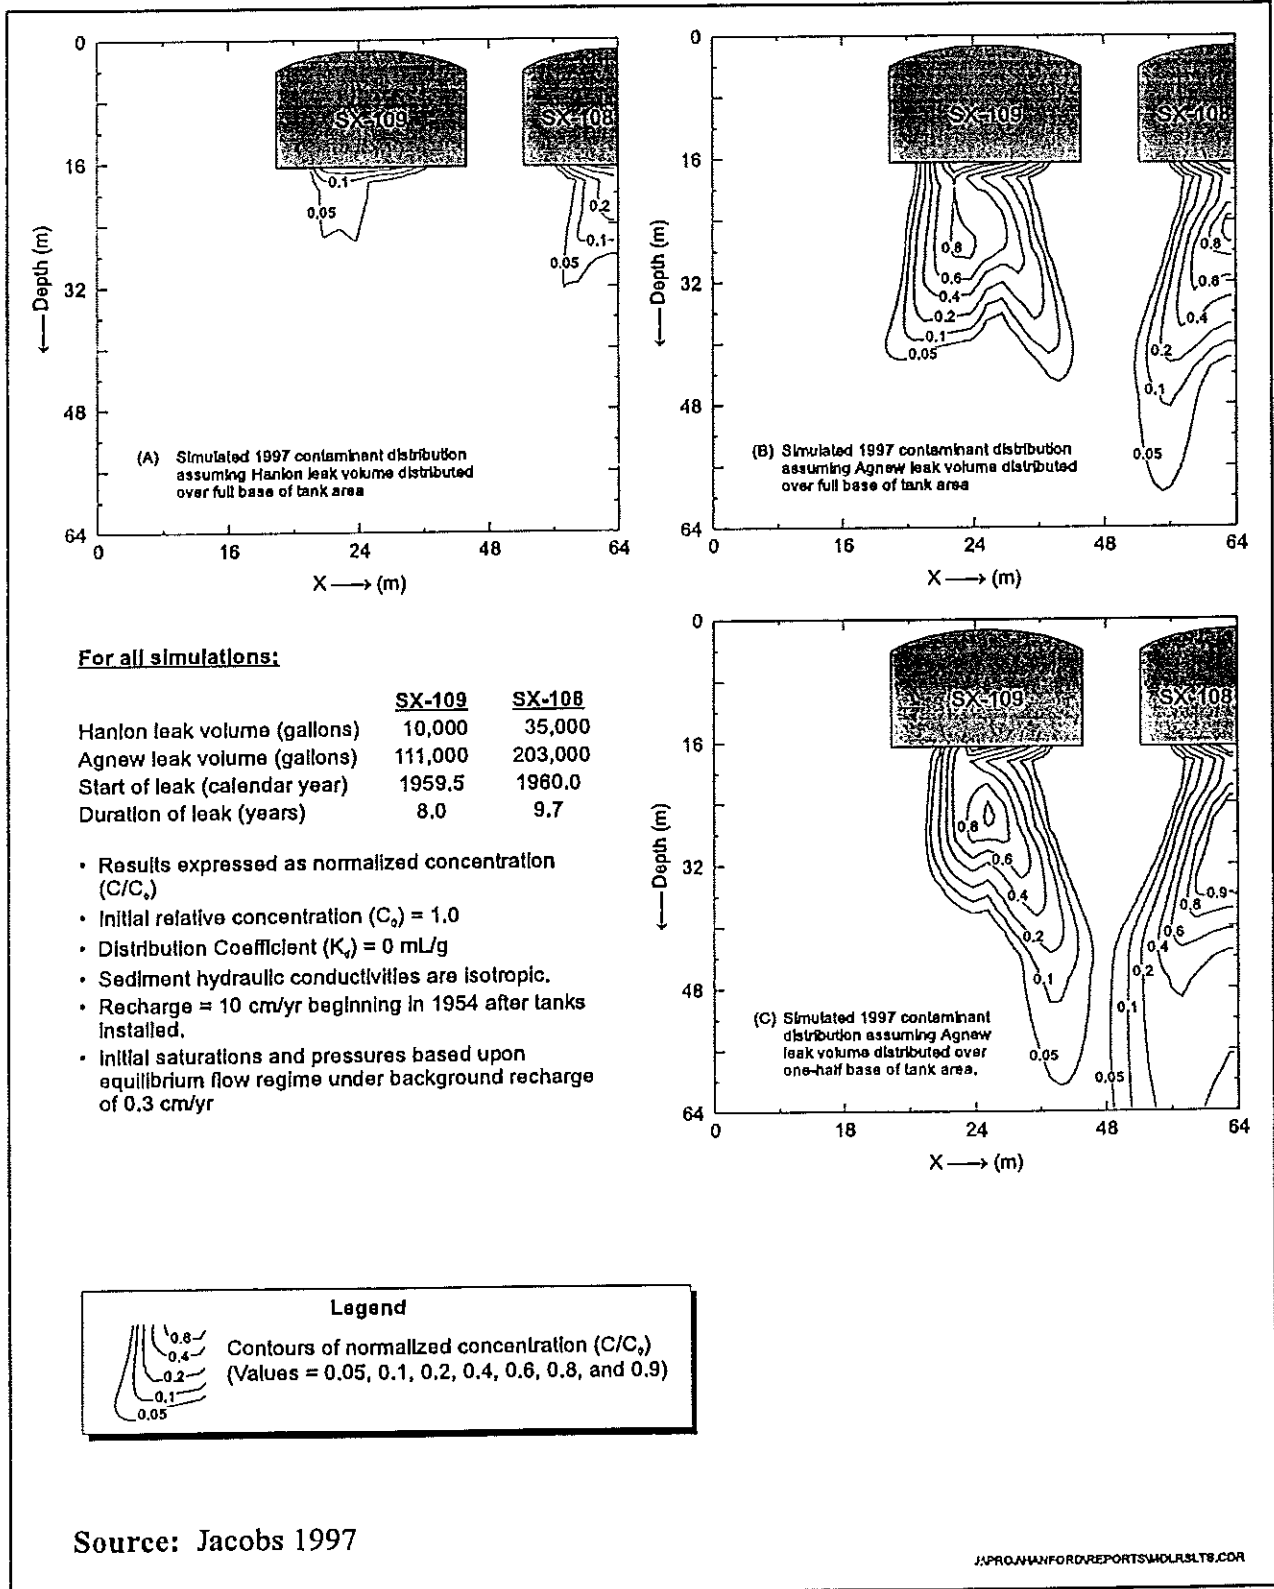 0
16
32
48
64
←Depth (m)
SX-109
SX-108
0.1
0.05
0.2
0.1
0.05
(A) Simulated 1997 contaminant distribution
assuming Hanlon leak volume distributed
over full base of tank area
0 16 24 48 64
X → (m)
0
16
32
48
64
←Depth (m)
SX-109
SX-108
0.8
0.6
0.4
0.2
0.1
0.05
0.8
0.6
0.4
0.2
0.1
0.05
(B) Simulated 1997 contaminant distribution
assuming Agnew leak volume distributed
over full base of tank area
0 16 24 48 64
X → (m)
For all simulations:
SX-109 SX-108
Hanlon leak volume (gallons) 10,000 35,000
Agnew leak volume (gallons) 111,000 203,000
Start of leak (calendar year) 1959.5 1960.0
Duration of leak (years) 8.0 9.7
• Results expressed as normalized concentration
(C/C₀)
• Initial relative concentration (C₀) = 1.0
• Distribution Coefficient (K_d) = 0 mL/g
• Sediment hydraulic conductivities are isotropic.
• Recharge = 10 cm/yr beginning in 1954 after tanks
installed.
• Initial saturations and pressures based upon
equilibrium flow regime under background recharge
of 0.3 cm/yr
0
16
32
48
64
←Depth (m)
SX-109
SX-108
0.8
0.6
0.4
0.2
0.1
0.05
0.9
0.8
0.6
0.4
0.2
0.1
0.05
(C) Simulated 1997 contaminant
distribution assuming Agnew
leak volume distributed over
one-half base of tank area.
0 18 24 48 64
X → (m)
Legend
0.6
0.4
0.2
0.1
0.05
Contours of normalized concentration (C/C₀)
(Values = 0.05, 0.1, 0.2, 0.4, 0.6, 0.8, and 0.9)
Source: Jacobs 1997
J:\PROJ\HANFORD\REPORTS\MDLRSLTS.CDR